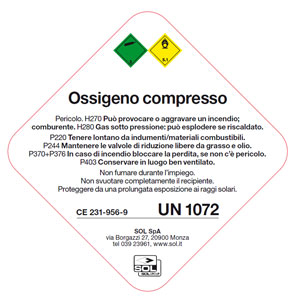 2
5.1
Ossigeno compresso
Pericolo. H270 Può provocare o aggravare un incendio;
comburente. H280 Gas sotto pressione: può esplodere se riscaldato.
P220 Tenere lontano da indumenti/materiali combustibili.
P244 Mantenere le valvole di riduzione libere da grasso e olio.
P370+P376 In caso di incendio bloccare la perdita, se non c'è pericolo.
P403 Conservare in luogo ben ventilato.
Non fumare durante l'impiego.
Non svuotare completamente il recipiente.
Proteggere da una prolungata esposizione ai raggi solari.
CE 231-956-9 UN 1072
SOL SpA
via Borgazzi 27, 20900 Monza
tel 039 23961, www.sol.it
SOL